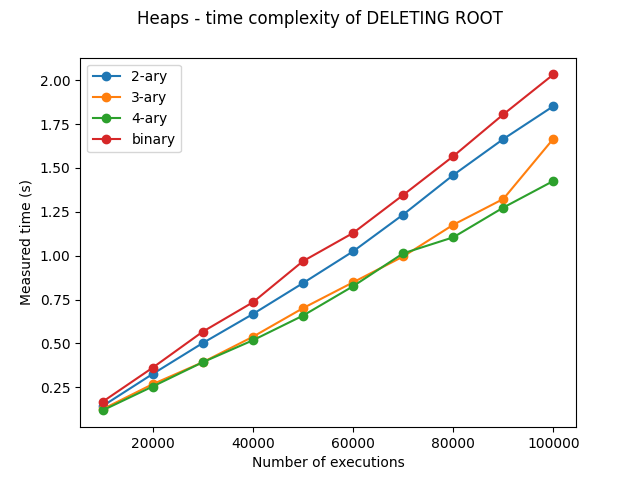 Heaps - time complexity of DELETING ROOT
2-ary
3-ary
4-ary
binary
Measured time (s)
2.00
1.75
1.50
1.25
1.00
0.75
0.50
0.25
20000 40000 60000 80000 100000
Number of executions